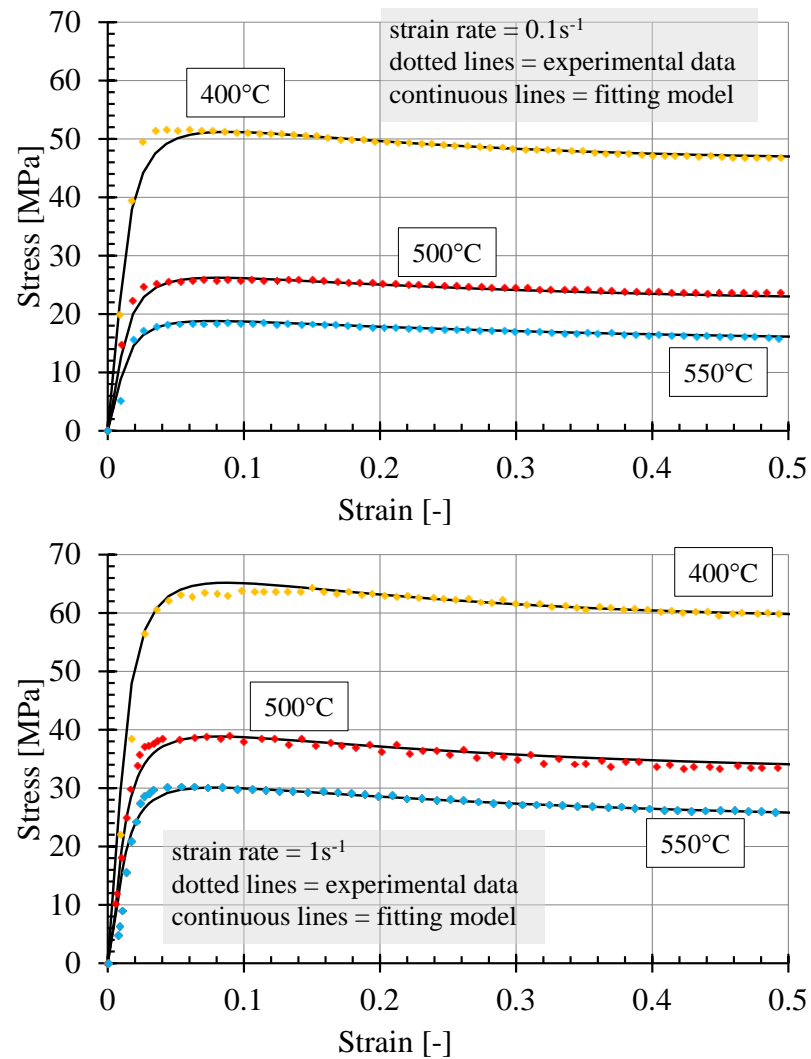 70
60
50
40
30
20
10
0
Stress [MPa]
strain rate = 0.1s-1
dotted lines = experimental data
continuous lines = fitting model
400°C
500°C
550°C
0 0.1 0.2 0.3 0.4 0.5
Strain [-]
70
60
50
40
30
20
10
0
Stress [MPa]
400°C
500°C
550°C
strain rate = 1s-1
dotted lines = experimental data
continuous lines = fitting model
0 0.1 0.2 0.3 0.4 0.5
Strain [-]